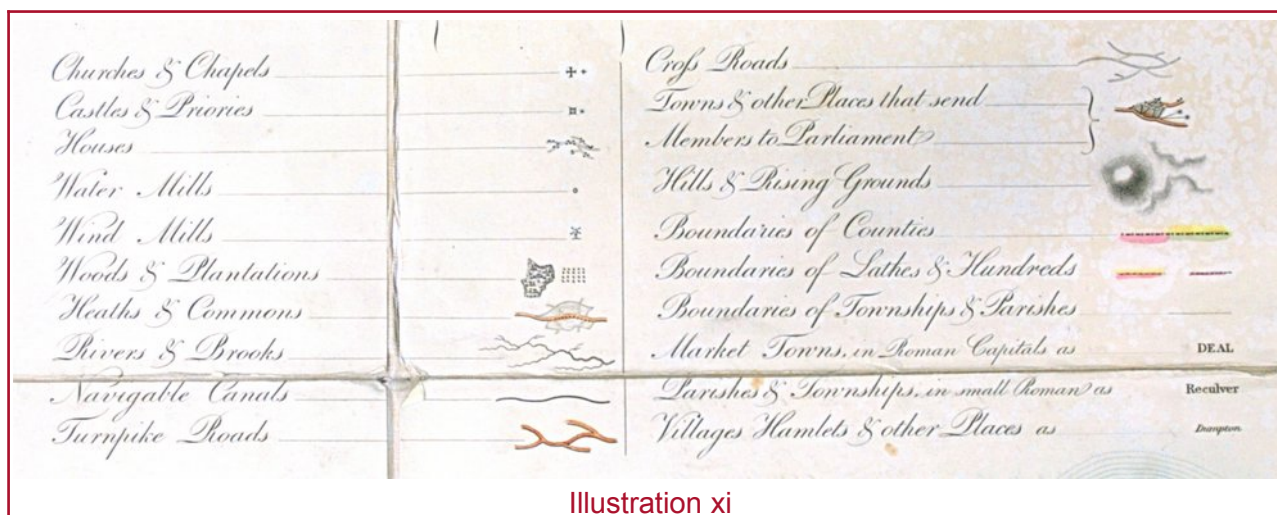 Churches & Chapels
Castles & Priories
Houses
Water Mills
Wind Mills
Woods & Plantations
Heaths & Commons
Rivers & Brooks
Navigable Canals
Turnpike Roads
Croſs Roads
Towns & other Places that send
Members to Parliament
Hills & Rising Grounds
Boundaries of Counties
Boundaries of Lathes & Hundreds
Boundaries of Townships & Parishes
Market Towns, in Roman Capitals as DEAL
Parishes & Townships, in small Roman as Reculver
Villages Hamlets & other Places as Dumpton
Illustration xi